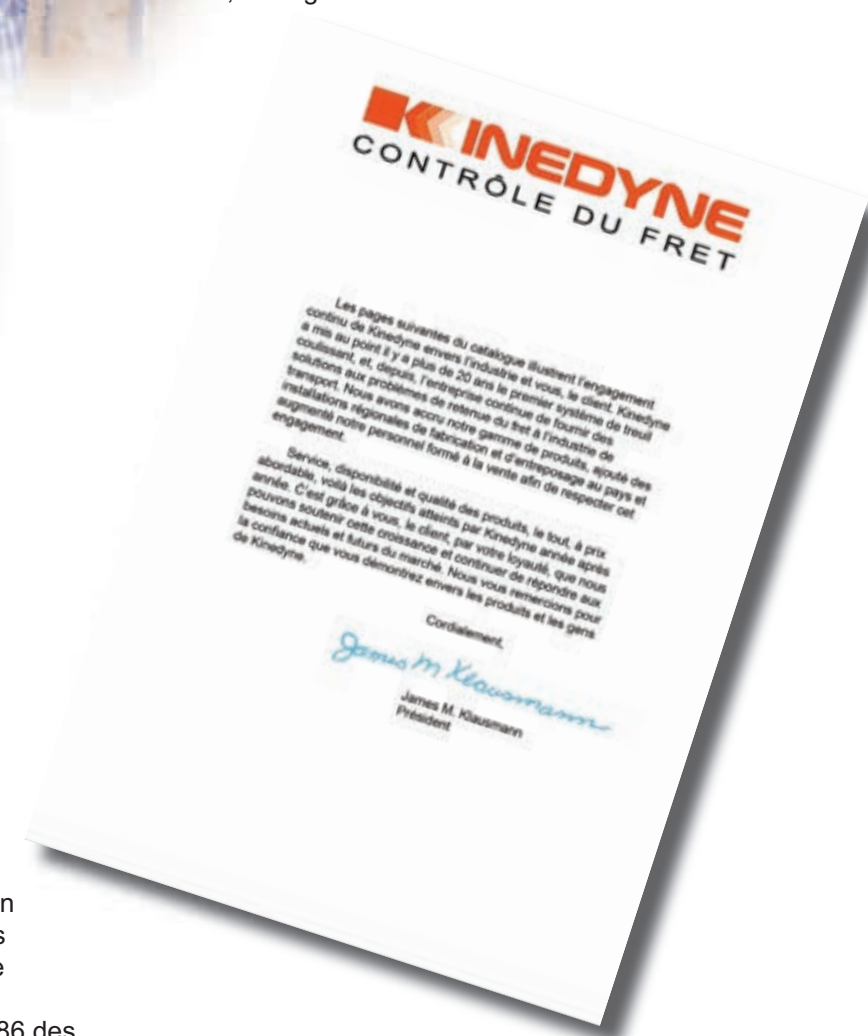 KINEDYNE
CONTRÔLE DU FRET
Les pages suivantes du catalogue illustrent l'engagement
continu de Kinedyne envers l'industrie et vous, le client. Kinedyne
a mis au point il y a plus de 20 ans le premier système de treuil
coulissant, et, depuis, l'entreprise continue de fournir des
solutions aux problèmes de retenue du fret à l'industrie de
transport. Nous avons accru notre gamme de produits, ajouté des
installations régionales de fabrication et d'entreposage au pays et
augmenté notre personnel formé à la vente afin de respecter cet
engagement.
Service, disponibilité et qualité des produits, le tout, à prix
abordable, voilà les objectifs atteints par Kinedyne année après
année. C'est grâce à vous, le client, par votre loyauté, que nous
pouvons soutenir cette croissance et continuer de répondre aux
besoins actuels et futurs du marché. Nous vous remercions pour
la confiance que vous démontrez envers les produits et les gens
de Kinedyne.
Cordialement,
James M Klausmann
James M. Klausmann
Président
86 des